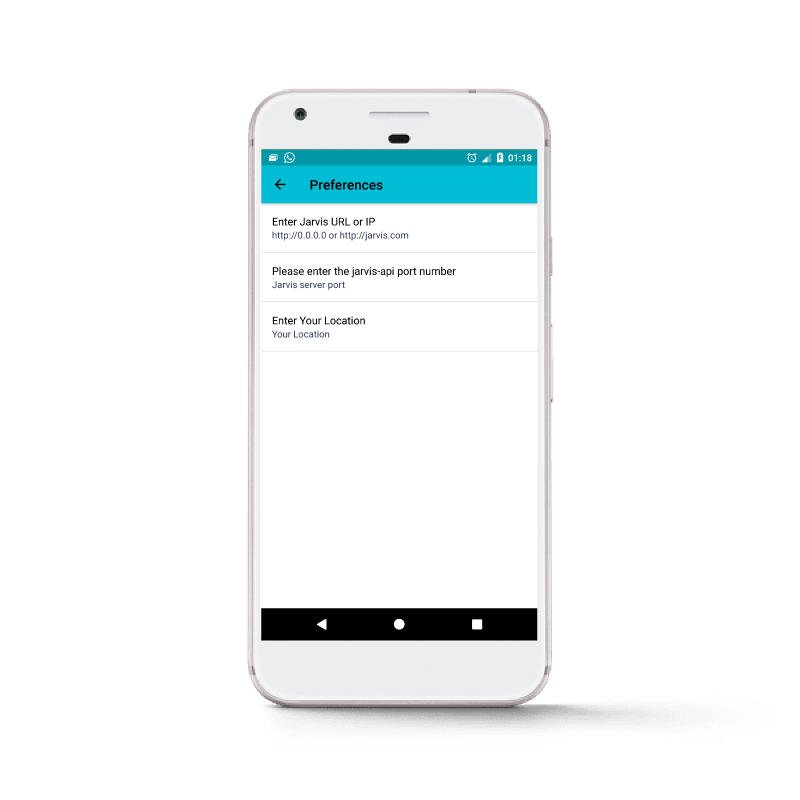 01:18
Preferences
Enter Jarvis URL or IP
http://0.0.0.0 or http://jarvis.com
Please enter the jarvis-api port number
Jarvis server port
Enter Your Location
Your Location